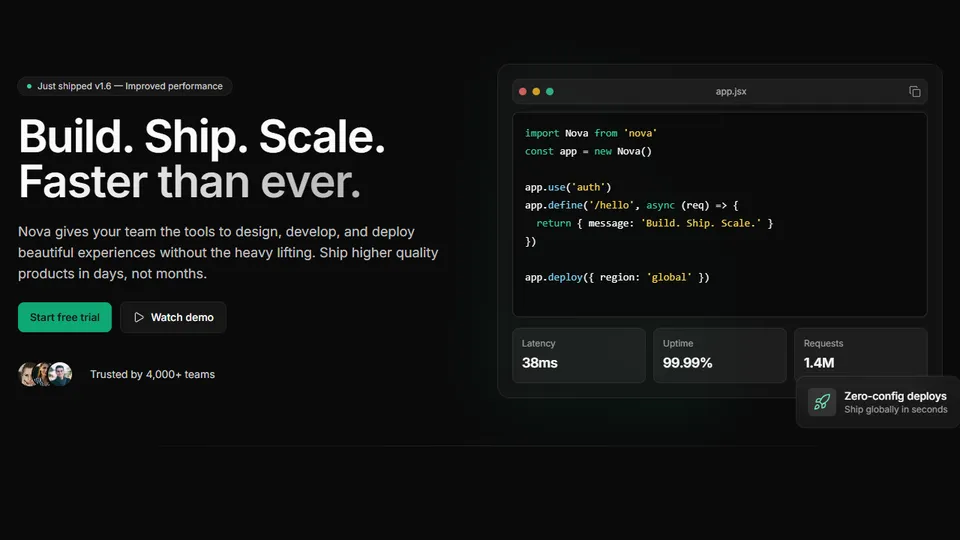 Just shipped v1.6 — Improved performance
Build. Ship. Scale.
Faster than ever.
Nova gives your team the tools to design, develop, and deploy
beautiful experiences without the heavy lifting. Ship higher quality
products in days, not months.
Start free trial
Watch demo
Trusted by 4,000+ teams
app.jsx
import Nova from 'nova'
const app = new Nova()
app.use('auth')
app.define('/hello', async (req) => {
  return { message: 'Build. Ship. Scale.' }
})
app.deploy({ region: 'global' })
Latency
38ms
Uptime
99.99%
Requests
1.4M
Zero-config deploys
Ship globally in seconds